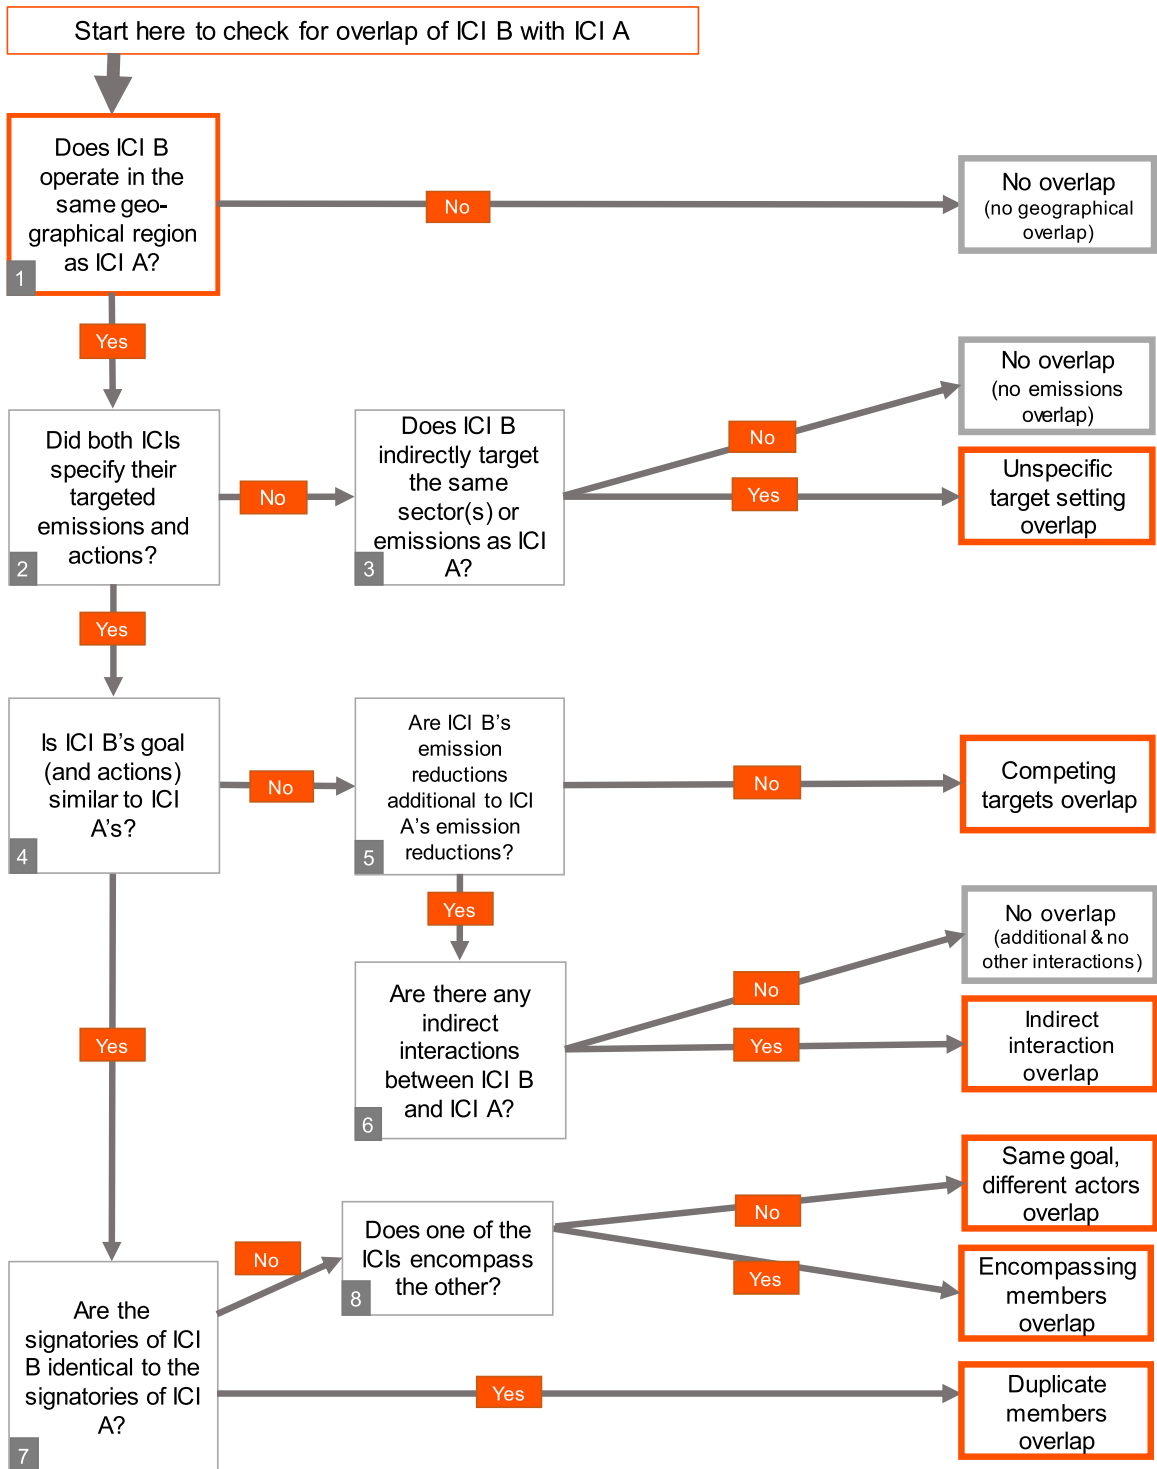 Start here to check for overlap of ICI B with ICI A
Does ICI B
operate in the
same geo-
graphical region
as ICI A?
1
No
No overlap
(no geographical
overlap)
Yes
Did both ICIs
specify their
targeted
emissions and
actions?
2
No
Does ICI B
indirectly target
the same
sector(s) or
emissions as ICI
A?
3
No
No overlap
(no emissions
overlap)
Yes
Unspecific
target setting
overlap
Yes
Is ICI B's goal
(and actions)
similar to ICI
A's?
4
No
Are ICI B's
emission
reductions
additional to ICI
A's emission
reductions?
5
No
Competing
targets overlap
Yes
Are there any
indirect
interactions
between ICI B
and ICI A?
6
No
No overlap
(additional & no
other interactions)
Yes
Indirect
interaction
overlap
Yes
Are the
signatories of ICI
B identical to the
signatories of ICI
A?
7
No
Does one of the
ICIs encompass
the other?
8
No
Same goal,
different actors
overlap
Yes
Encompassing
members
overlap
Yes
Duplicate
members
overlap